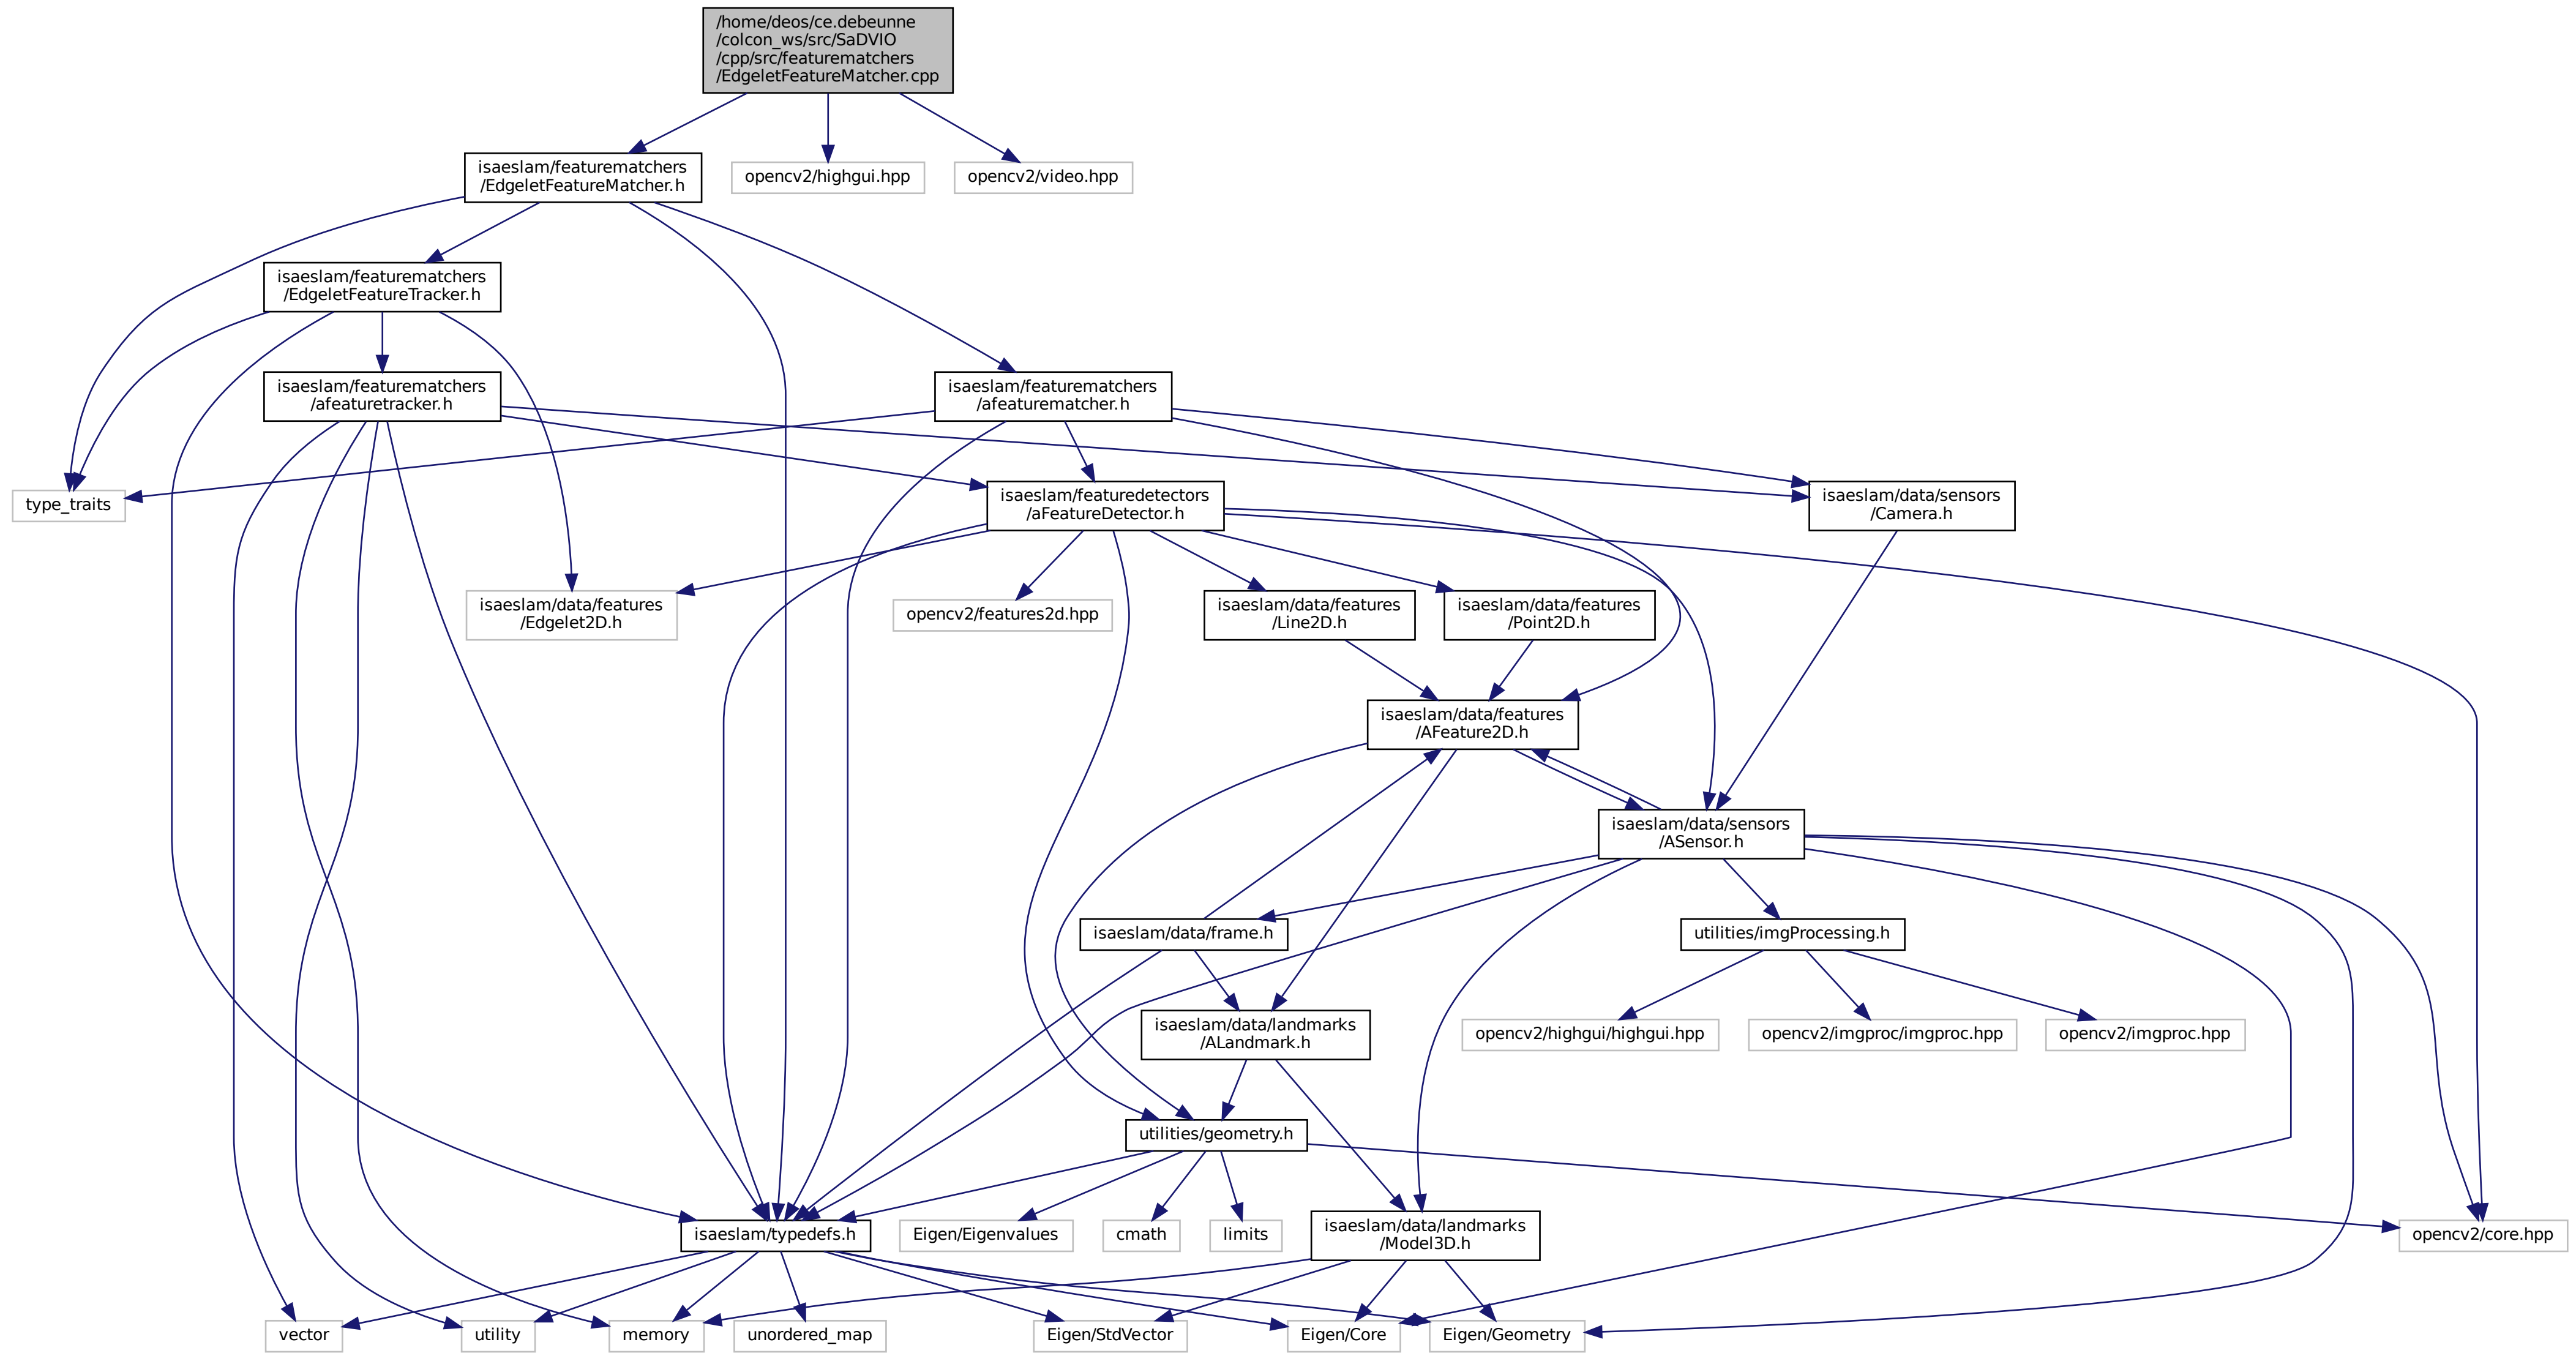 /home/deos/ce.debeunne
/colcon_ws/src/SaDVIO
/cpp/src/featurematchers
/EdgeletFeatureMatcher.cpp
isaeslam/featurematchers
/EdgeletFeatureMatcher.h
opencv2/highgui.hpp
opencv2/video.hpp
isaeslam/featurematchers
/EdgeletFeatureTracker.h
isaeslam/featurematchers
/afeaturetracker.h
isaeslam/featurematchers
/afeaturematcher.h
type_traits
isaeslam/featuredetectors
/aFeatureDetector.h
isaeslam/data/sensors
/Camera.h
isaeslam/data/features
/Edgelet2D.h
opencv2/features2d.hpp
isaeslam/data/features
/Line2D.h
isaeslam/data/features
/Point2D.h
isaeslam/data/features
/AFeature2D.h
isaeslam/data/sensors
/ASensor.h
isaeslam/data/frame.h
utilities/imgProcessing.h
isaeslam/data/landmarks
/ALandmark.h
opencv2/highgui/highgui.hpp
opencv2/imgproc/imgproc.hpp
opencv2/imgproc.hpp
utilities/geometry.h
isaeslam/typedefs.h
Eigen/Eigenvalues
cmath
limits
isaeslam/data/landmarks
/Model3D.h
opencv2/core.hpp
vector
utility
memory
unordered_map
Eigen/StdVector
Eigen/Core
Eigen/Geometry